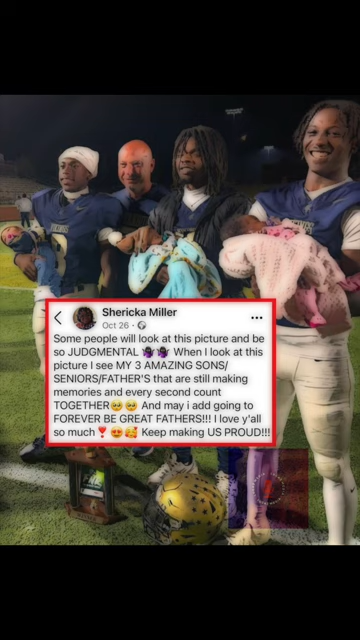 Shericka Miller
Oct 26 ·
Some people will look at this picture and be
so JUDGMENTAL 🤷🏿‍♀️🤷🏿‍♀️ When I look at this
picture I see MY 3 AMAZING SONS/
SENIORS/FATHER'S that are still making
memories and every second count
TOGETHER🥹🥹 And may i add going to
FOREVER BE GREAT FATHERS!!! I love y'all
so much❣️😍🥰 Keep making US PROUD!!!